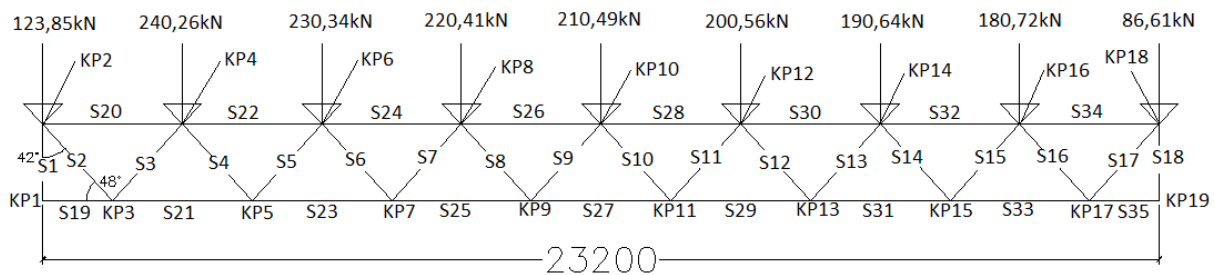 123,85kN 240,26kN 230,34kN 220,41kN 210,49kN 200,56kN 190,64kN 180,72kN 86,61kN
KP2 KP4 KP6 KP8 KP10 KP12 KP14 KP16 KP18
S20 S22 S24 S26 S28 S30 S32 S34
42° S1 S2 S3 S4 S5 S6 S7 S8 S9 S10 S11 S12 S13 S14 S15 S16 S17 S18
48°
KP1 S19 KP3 S21 KP5 S23 KP7 S25 KP9 S27 KP11 S29 KP13 S31 KP15 S33 KP17 S35 KP19
23200